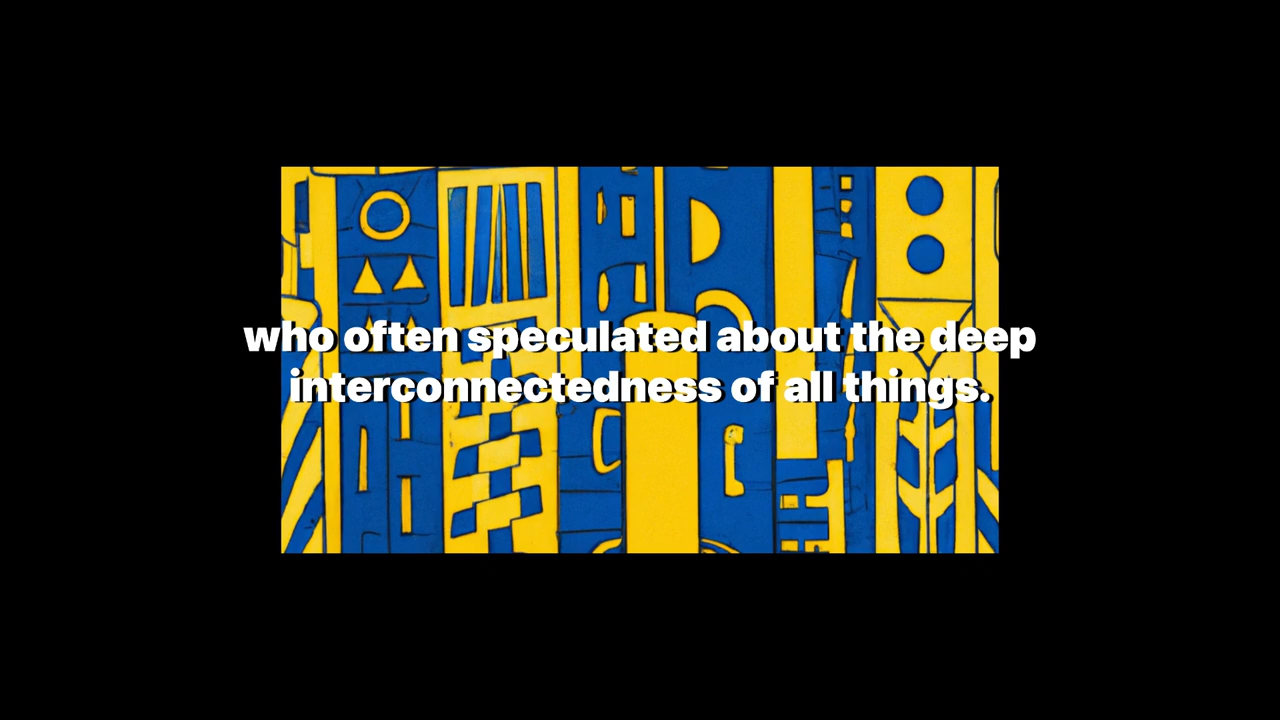 who often speculated about the deep
interconnectedness of all things.